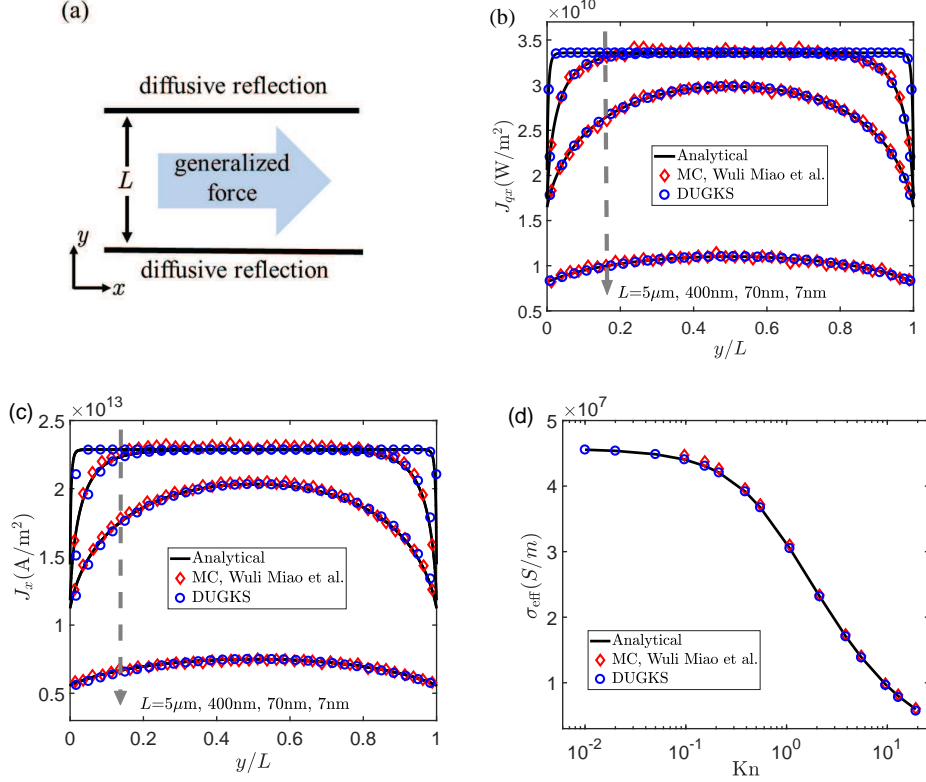 (a)
diffusive reflection
L
generalized
force
y
x
diffusive reflection
(b)
×10^10
J_qx(W/m^2)
3.5
3
2.5
2
1.5
1
0.5
Analytical
MC, Wuli Miao et al.
DUGKS
L=5μm, 400nm, 70nm, 7nm
0
0.2
0.4
0.6
0.8
1
y/L
(c)
×10^13
J_x(A/m^2)
2.5
2
1.5
1
0.5
Analytical
MC, Wuli Miao et al.
DUGKS
L=5μm, 400nm, 70nm, 7nm
0
0.2
0.4
0.6
0.8
1
y/L
(d)
×10^7
σ_eff(S/m)
5
4
3
2
1
Analytical
MC, Wuli Miao et al.
DUGKS
10^-2
10^-1
10^0
10^1
Kn